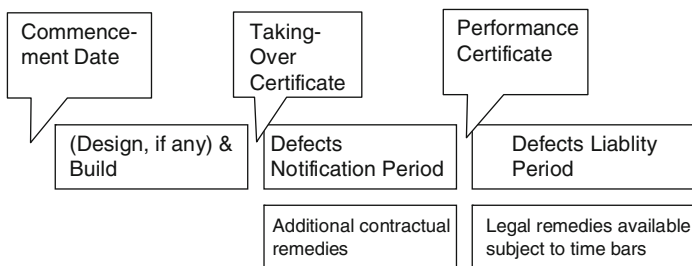 Commence-
ment Date
Taking-
Over
Certificate
Performance
Certificate
(Design, if any) &
Build
Defects
Notification Period
Defects Liablity
Period
Additional contractual
remedies
Legal remedies available
subject to time bars